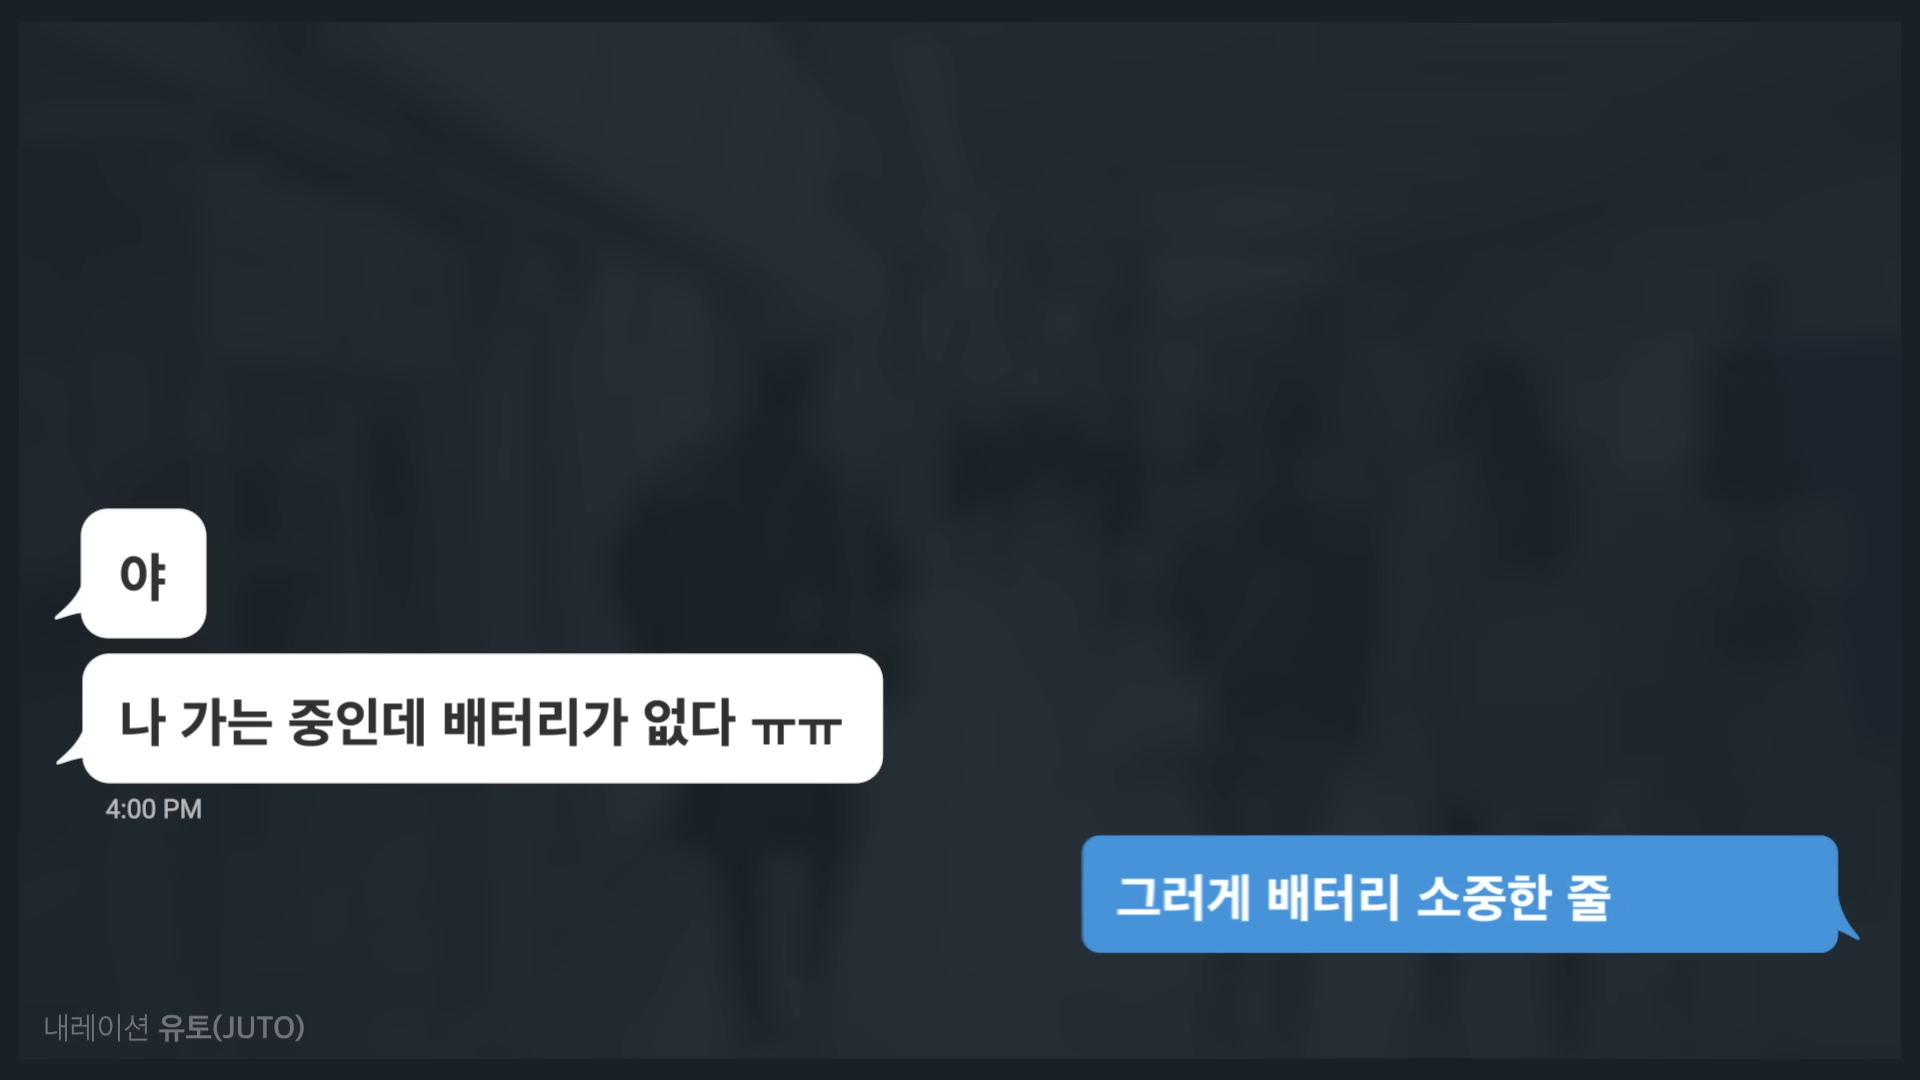 야
나 가는 중인데 배터리가 없다 ㅠㅠ
4:00 PM
그러게 배터리 소중한 줄
내레이션 유토(JUTO)